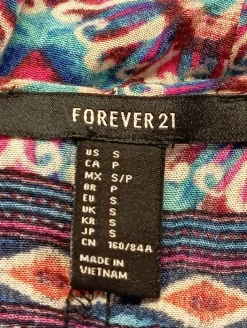 FOREVER 21
US S
CA P
MX S/P
BR P
EU S
UK S
KR S
JP S
CN 160/84A
MADE IN
VIETNAM